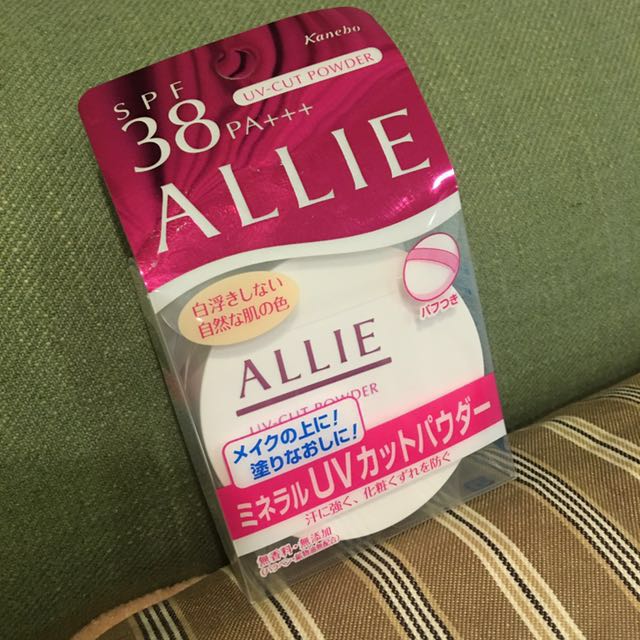 Kanebo
UV-CUT POWDER
SPF
38 PA+++
ALLIE
白浮きしない
自然な肌の色
パフつき
ALLIE
UV-CUT POWDER
メイクの上に!
塗りなおしに!
ミネラルUVカットパウダー
汗に強く、化粧くずれを防ぐ
無香料・無添加